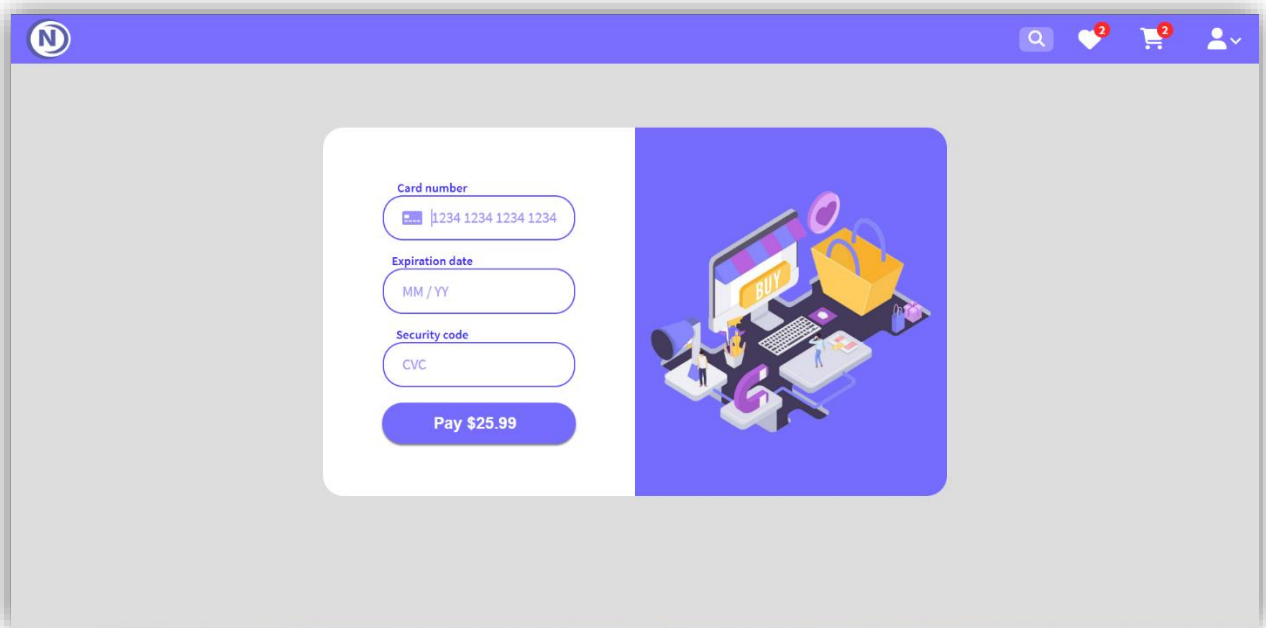 N
2
2
Card number
1234 1234 1234 1234
Expiration date
MM / YY
Security code
CVC
Pay $25.99
BUY